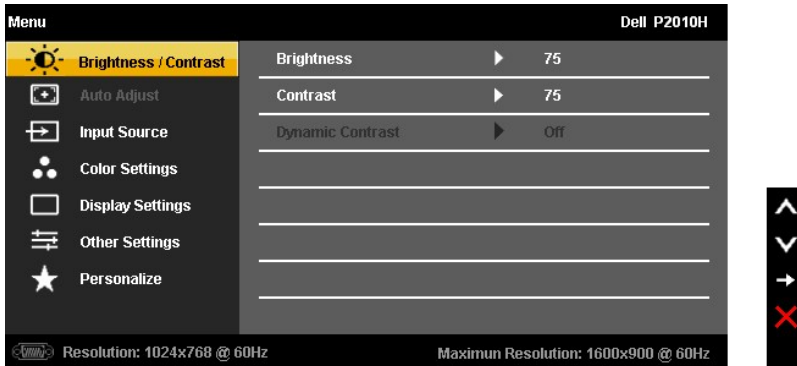 Menu Dell P2010H
Brightness / Contrast Brightness 75
Auto Adjust Contrast 75
Input Source Dynamic Contrast Off
Color Settings
Display Settings
Other Settings
Personalize
Resolution: 1024x768 @ 60Hz Maximun Resolution: 1600x900 @ 60Hz